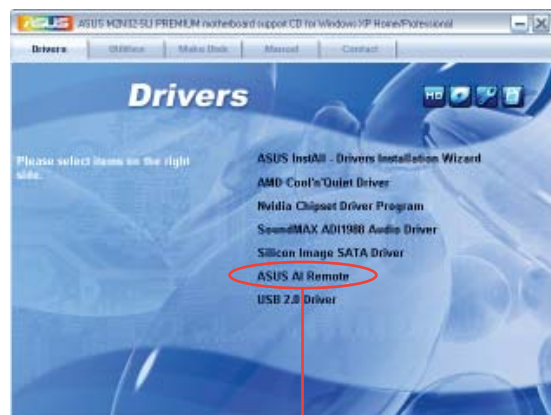 ASUS M2N32-SLI PREMIUM motherboard support CD for Windows XP Home/Professional
Drivers Utilities Make Disk Manual Contact
Drivers
Please select items on the right side.
ASUS InstAll - Drivers Installation Wizard
AMD Cool'n'Quiet Driver
Nvidia Chipset Driver Program
SoundMAX ADI1988 Audio Driver
Silicon Image SATA Driver
ASUS AI Remote
USB 2.0 Driver